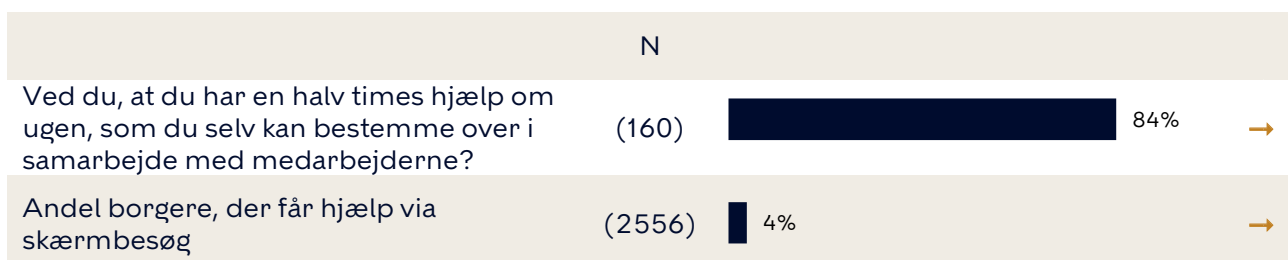 N
Ved du, at du har en halv times hjælp om
ugen, som du selv kan bestemme over i
samarbejde med medarbejderne?
(160)
84%
→
Andel borgere, der får hjælp via
skærmbesøg
(2556)
4%
→